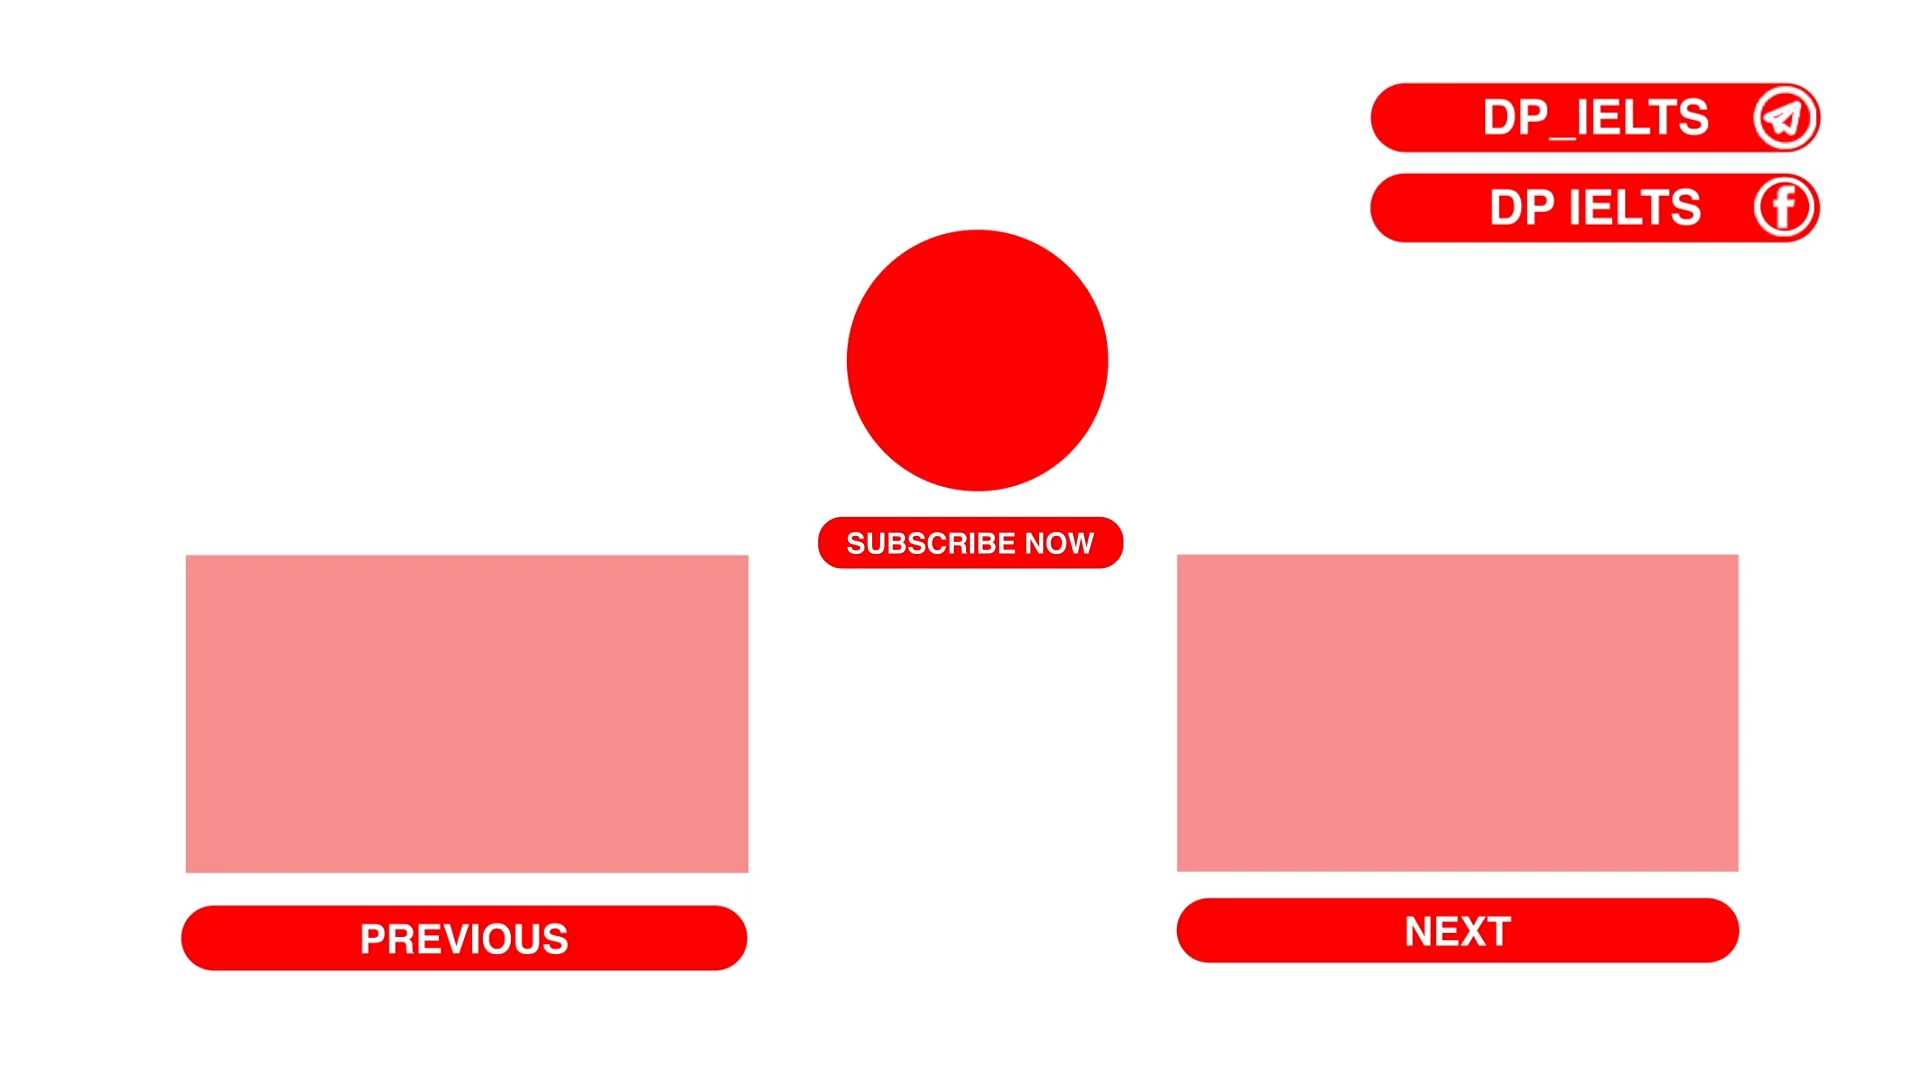 DP_IELTS
DP IELTS
SUBSCRIBE NOW
PREVIOUS
NEXT